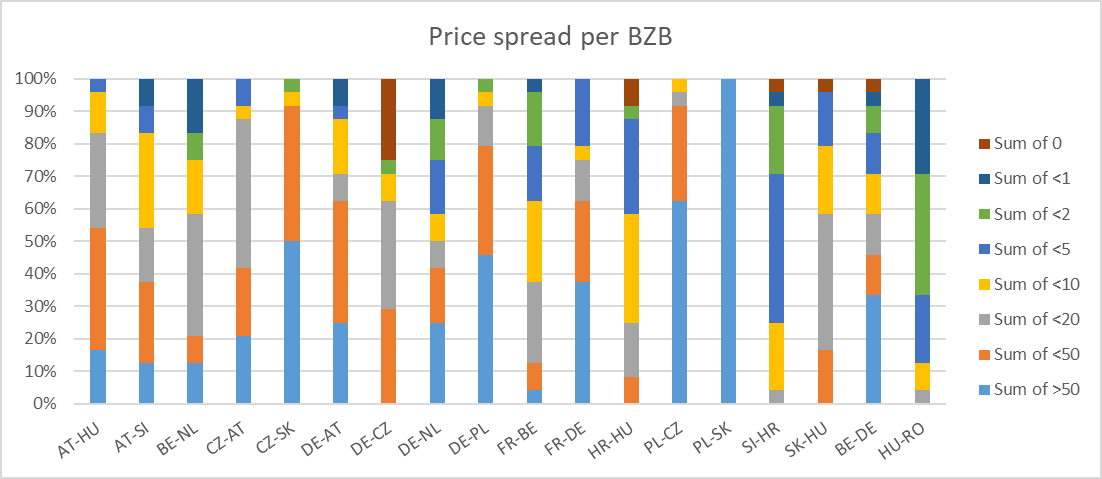 Price spread per BZB
100%
90%
80%
70%
60%
50%
40%
30%
20%
10%
0%
AT-HU
AT-SI
BE-NL
CZ-AT
CZ-SK
DE-AT
DE-CZ
DE-NL
DE-PL
FR-BE
FR-DE
HR-HU
PL-CZ
PL-SK
SI-HR
SK-HU
BE-DE
HU-RO
Sum of 0
Sum of <1
Sum of <2
Sum of <5
Sum of <10
Sum of <20
Sum of <50
Sum of >50